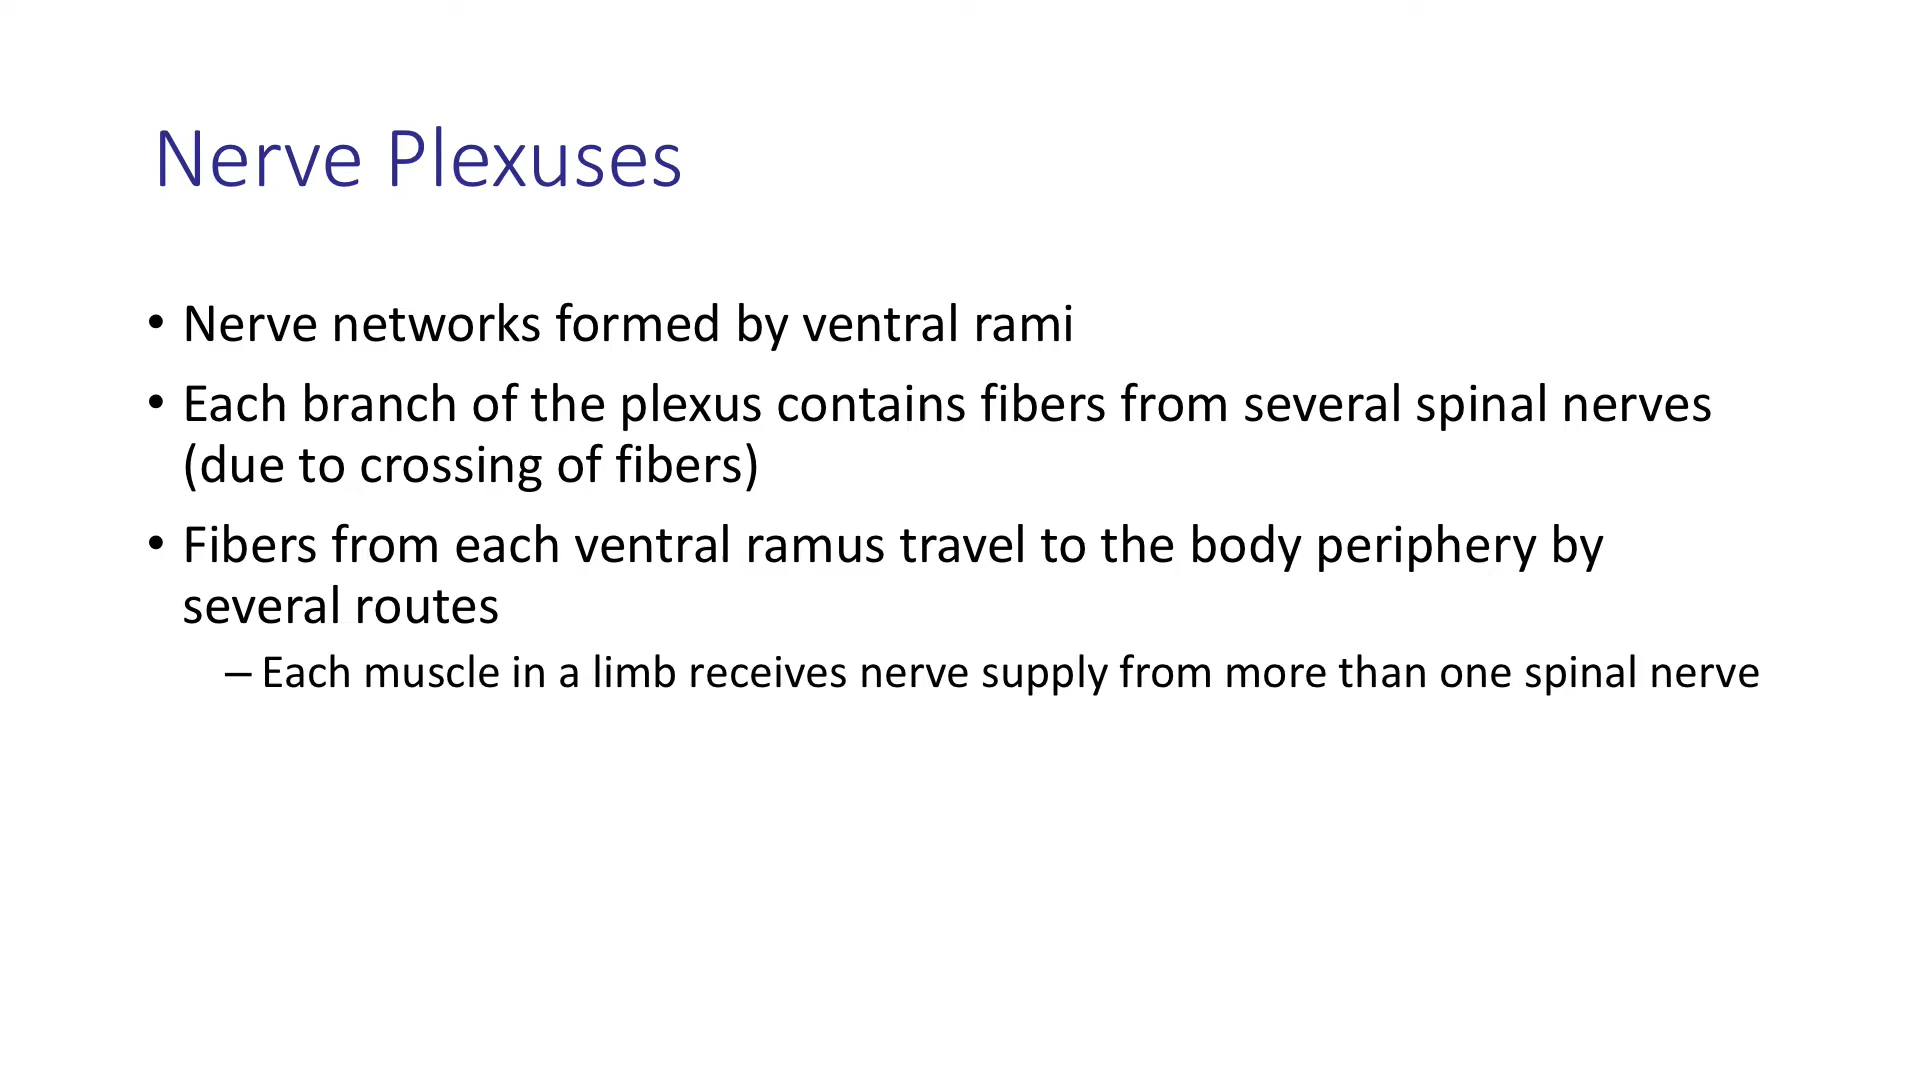 Nerve Plexuses
• Nerve networks formed by ventral rami
• Each branch of the plexus contains fibers from several spinal nerves
(due to crossing of fibers)
• Fibers from each ventral ramus travel to the body periphery by
several routes
– Each muscle in a limb receives nerve supply from more than one spinal nerve